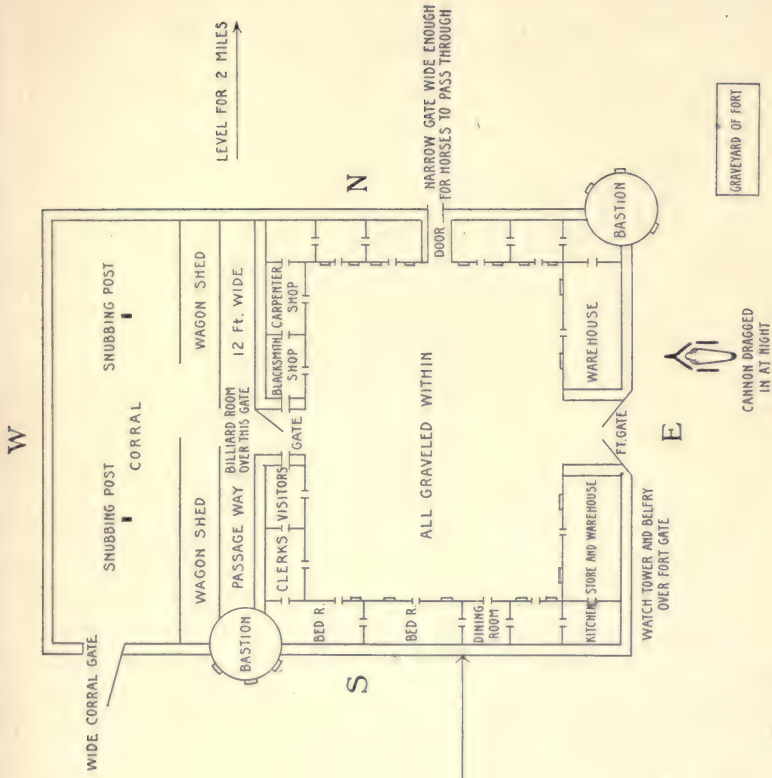 W
WIDE CORRAL GATE
SNUBBING POST
CORRAL
SNUBBING POST
WAGON SHED
WAGON SHED
PASSAGE WAY
BILLIARD ROOM
OVER THIS GATE
12 Ft. WIDE
LEVEL FOR 2 MILES
BASTION
CLERKS
VISITORS
GATE
BLACKSMITH
SHOP
CARPENTER
SHOP
N
S
BED R.
BED R.
DINING
ROOM
ALL GRAVELED WITHIN
DOOR
NARROW GATE WIDE ENOUGH
FOR HORSES TO PASS THROUGH
KITCHEN
STORE AND WAREHOUSE
FT. GATE
WAREHOUSE
BASTION
WATCH TOWER AND BELFRY
OVER FORT GATE
E
CANNON DRAGGED
IN AT NIGHT
GRAVEYARD OF FORT